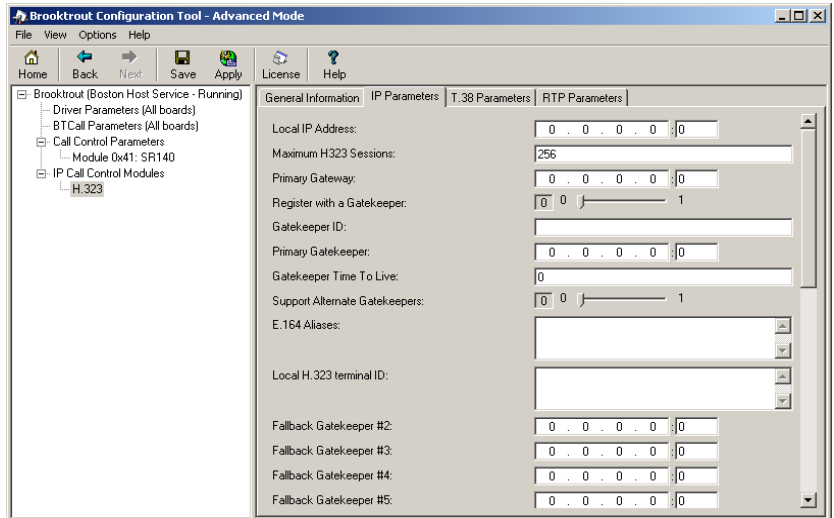 Brooktrout Configuration Tool - Advanced Mode
File View Options Help
Home Back Next Save Apply License Help
Brooktrout (Boston Host Service - Running)
Driver Parameters (All boards)
BTCall Parameters (All boards)
Call Control Parameters
Module 0x41: SR140
IP Call Control Modules
H.323
General Information IP Parameters T.38 Parameters RTP Parameters
Local IP Address: 0 . 0 . 0 . 0 : 0
Maximum H323 Sessions: 256
Primary Gateway: 0 . 0 . 0 . 0 : 0
Register with a Gatekeeper: 0 0 1
Gatekeeper ID:
Primary Gatekeeper: 0 . 0 . 0 . 0 : 0
Gatekeeper Time To Live: 0
Support Alternate Gatekeepers: 0 0 1
E.164 Aliases:
Local H.323 terminal ID:
Fallback Gatekeeper #2: 0 . 0 . 0 . 0 : 0
Fallback Gatekeeper #3: 0 . 0 . 0 . 0 : 0
Fallback Gatekeeper #4: 0 . 0 . 0 . 0 : 0
Fallback Gatekeeper #5: 0 . 0 . 0 . 0 : 0